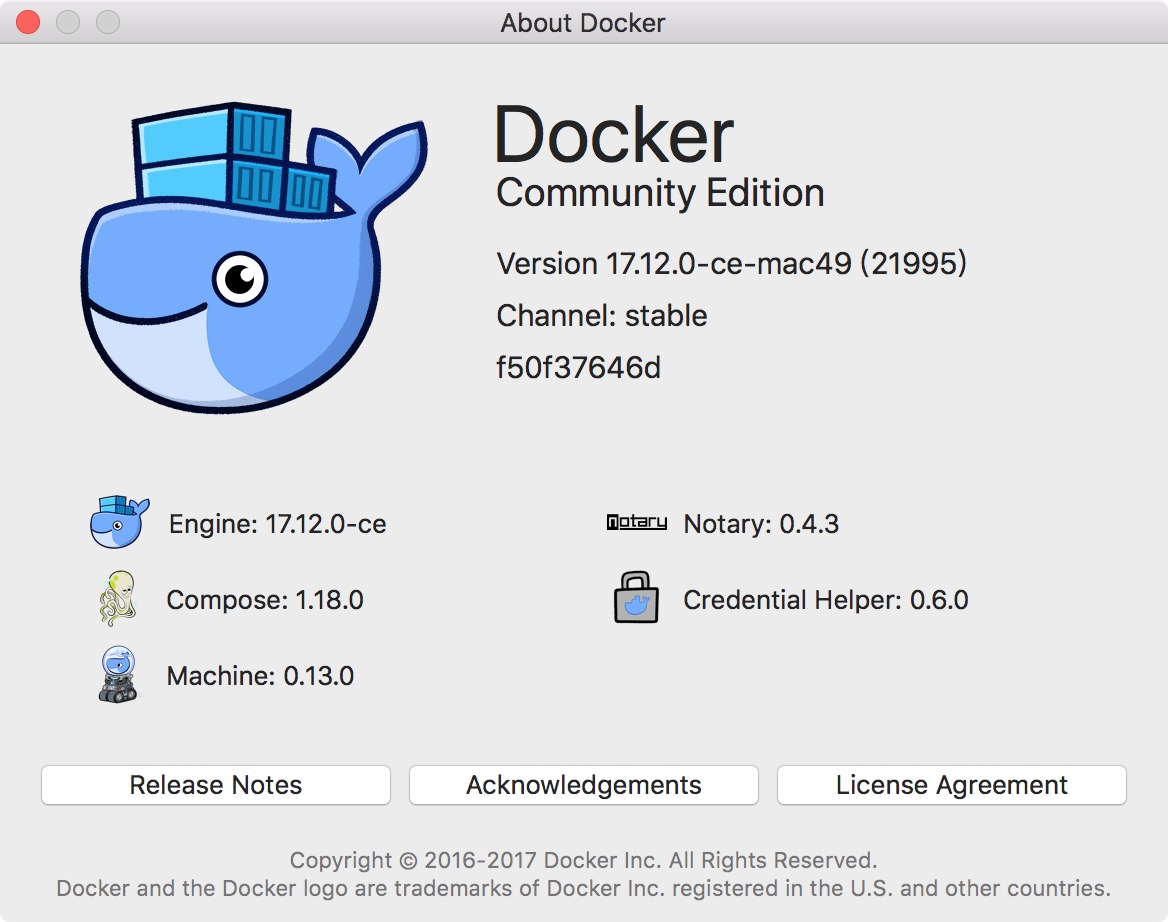 About Docker
Docker
Community Edition
Version 17.12.0-ce-mac49 (21995)
Channel: stable
f50f37646d
Engine: 17.12.0-ce
notary Notary: 0.4.3
Compose: 1.18.0
Credential Helper: 0.6.0
Machine: 0.13.0
Release Notes
Acknowledgements
License Agreement
Copyright © 2016-2017 Docker Inc. All Rights Reserved.
Docker and the Docker logo are trademarks of Docker Inc. registered in the U.S. and other countries.